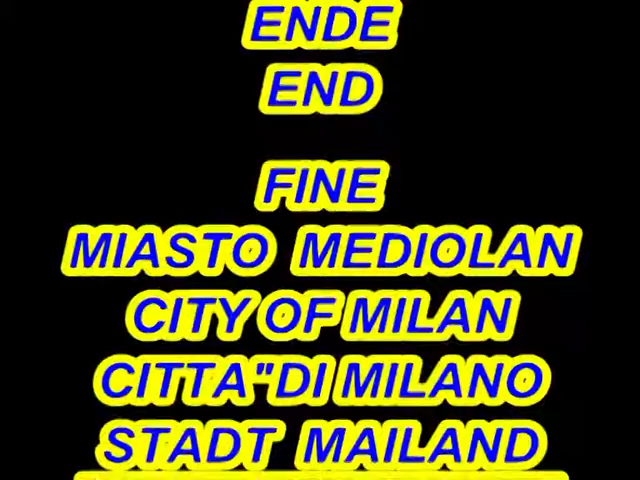 ENDE
END
FINE
MIASTO MEDIOLAN
CITY OF MILAN
CITTA"DI MILANO
STADT MAILAND